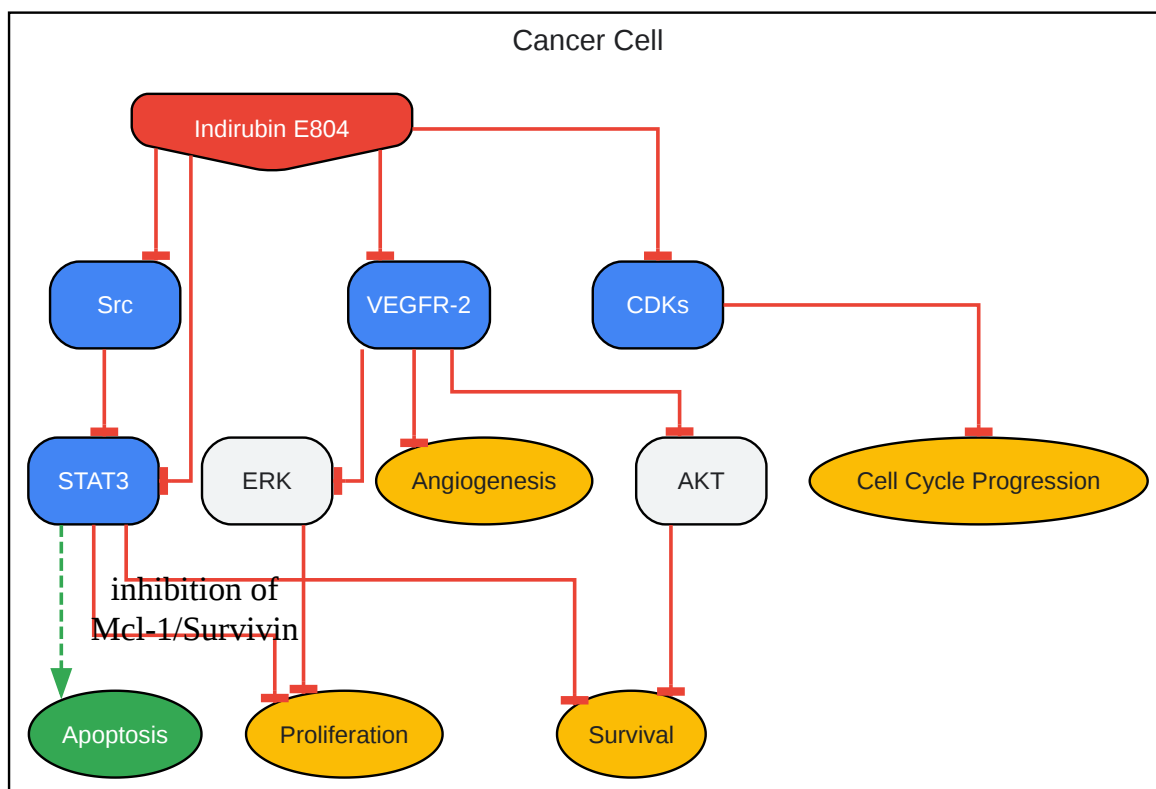 Cancer Cell
Indirubin E804
Src
VEGFR-2
CDKs
STAT3
ERK
Angiogenesis
AKT
Cell Cycle Progression
inhibition of
Mcl-1/Survivin
Apoptosis
Proliferation
Survival